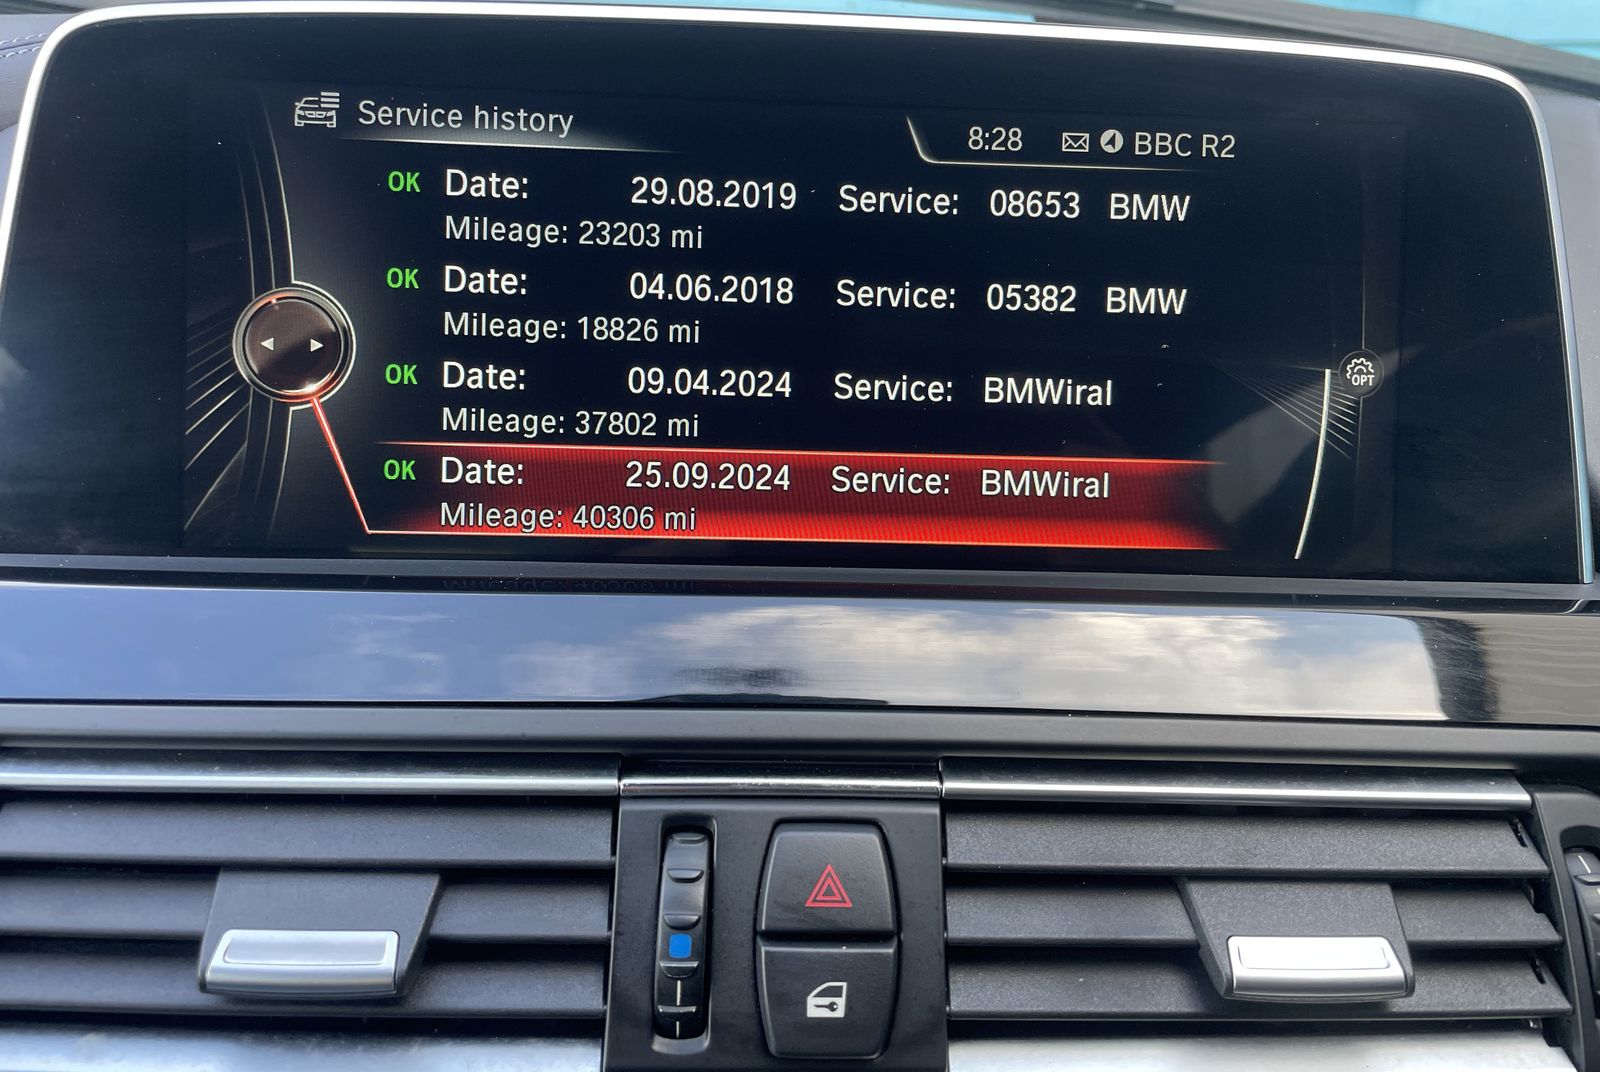 Service history
8:28 BBC R2
OK Date: 29.08.2019 Service: 08653 BMW
Mileage: 23203 mi
OK Date: 04.06.2018 Service: 05382 BMW
Mileage: 18826 mi
OK Date: 09.04.2024 Service: BMWiral
Mileage: 37802 mi
OK Date: 25.09.2024 Service: BMWiral
Mileage: 40306 mi
OPT